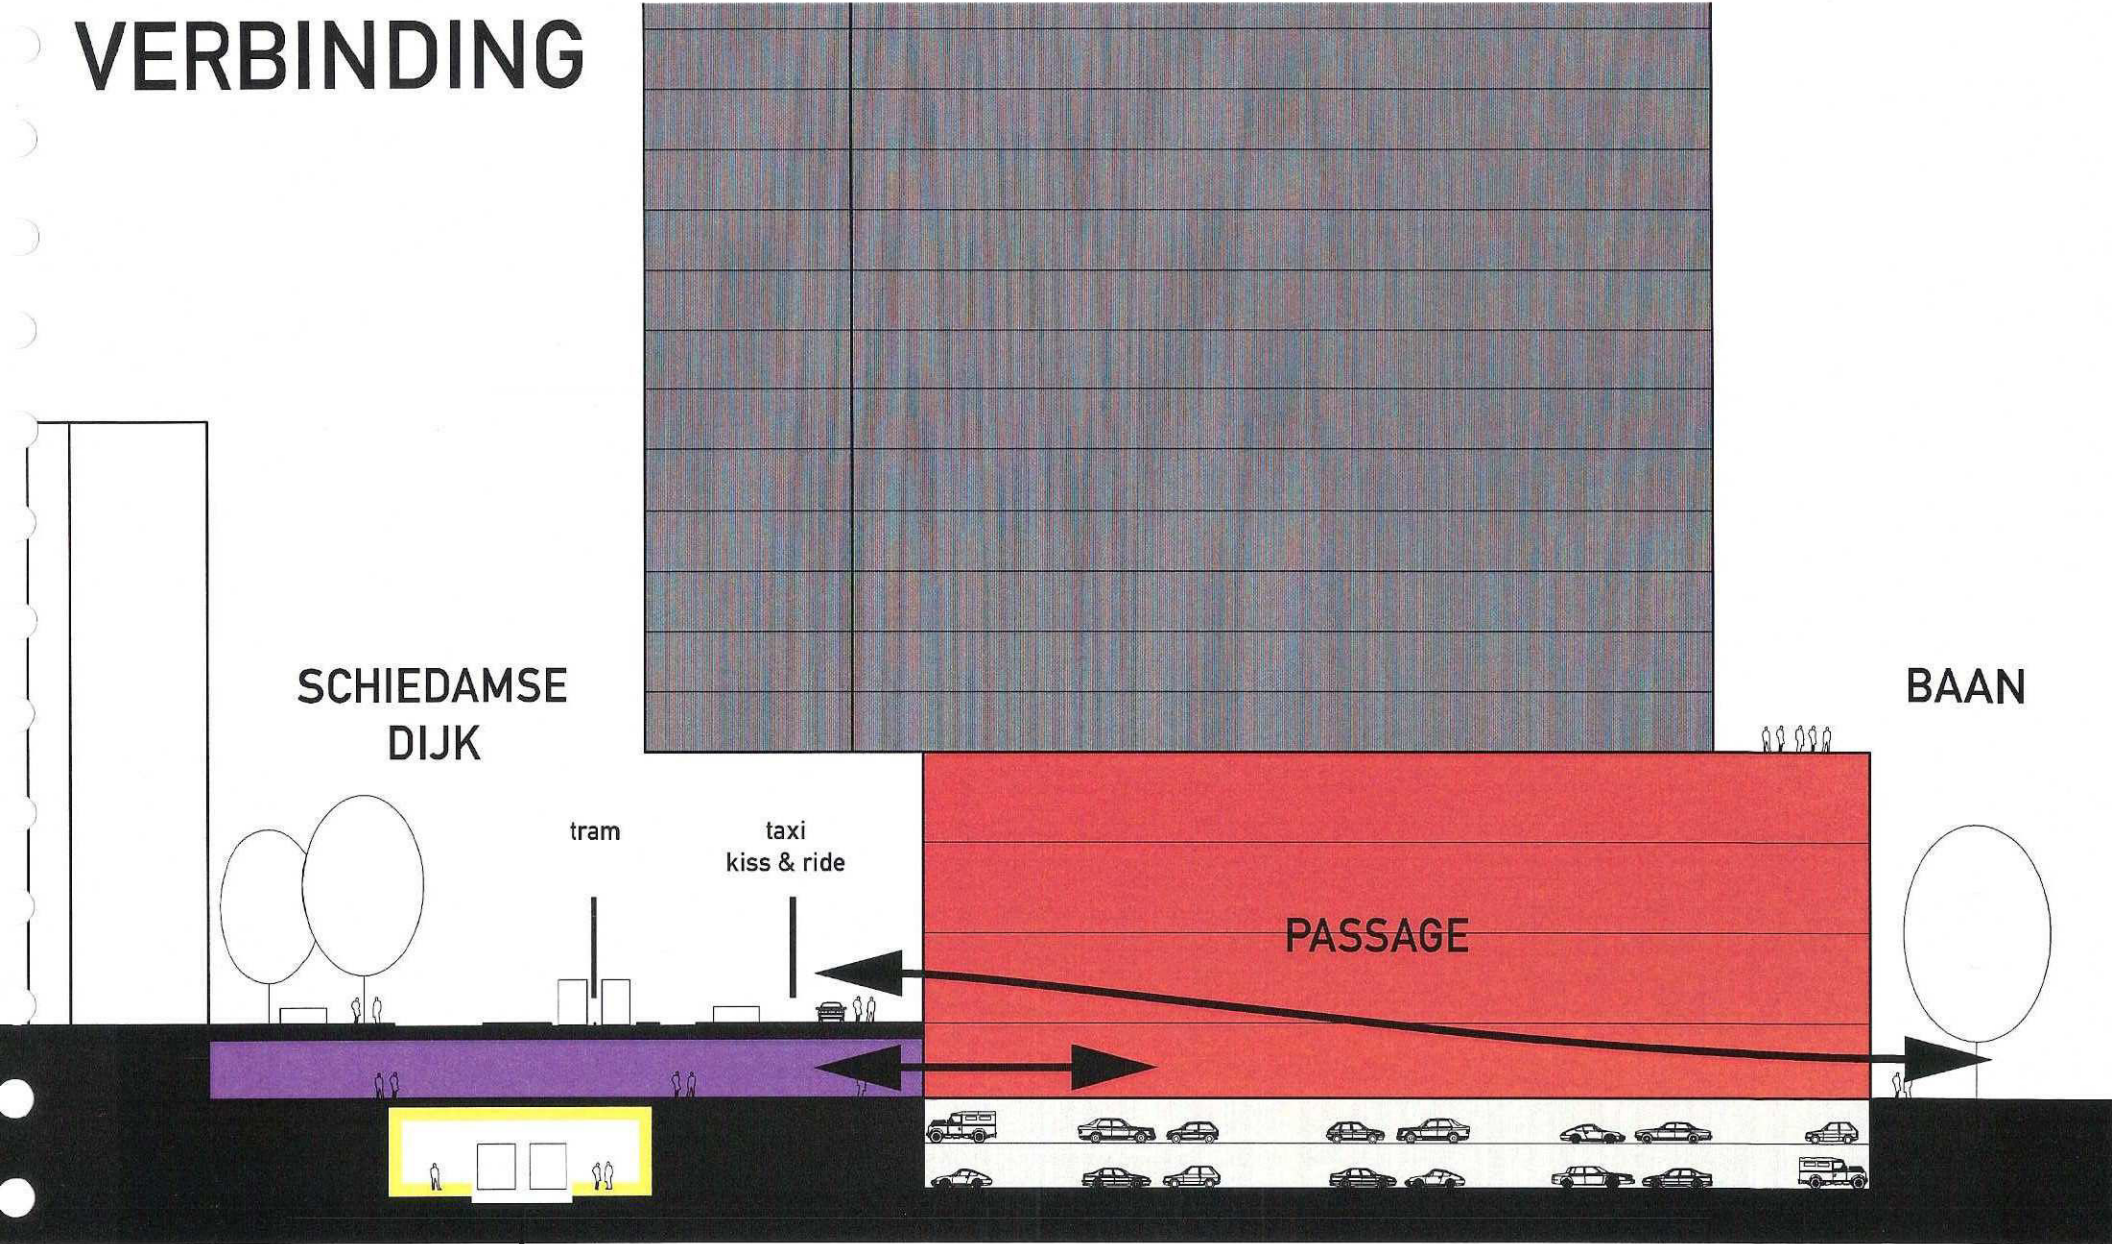 VERBINDING
SCHIEDAMSE
DIJK
BAAN
tram
taxi
kiss & ride
PASSAGE